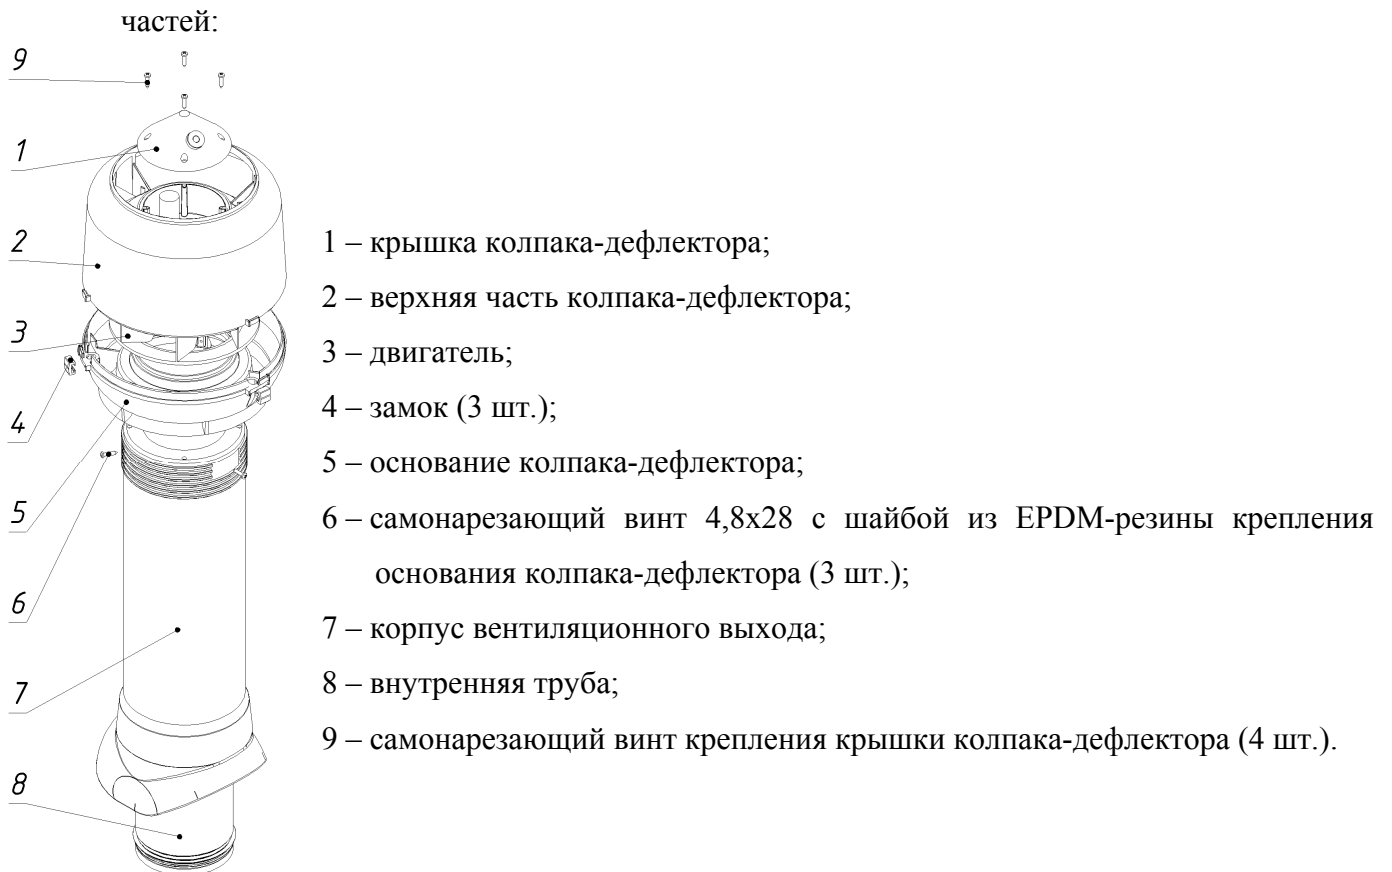 частей:
9
1
2
3
4
5
6
7
8
1 – крышка колпака-дефлектора;
2 – верхняя часть колпака-дефлектора;
3 – двигатель;
4 – замок (3 шт.);
5 – основание колпака-дефлектора;
6 – самонарезающий винт 4,8х28 с шайбой из EPDM-резины крепления
основания колпака-дефлектора (3 шт.);
7 – корпус вентиляционного выхода;
8 – внутренняя труба;
9 – самонарезающий винт крепления крышки колпака-дефлектора (4 шт.).